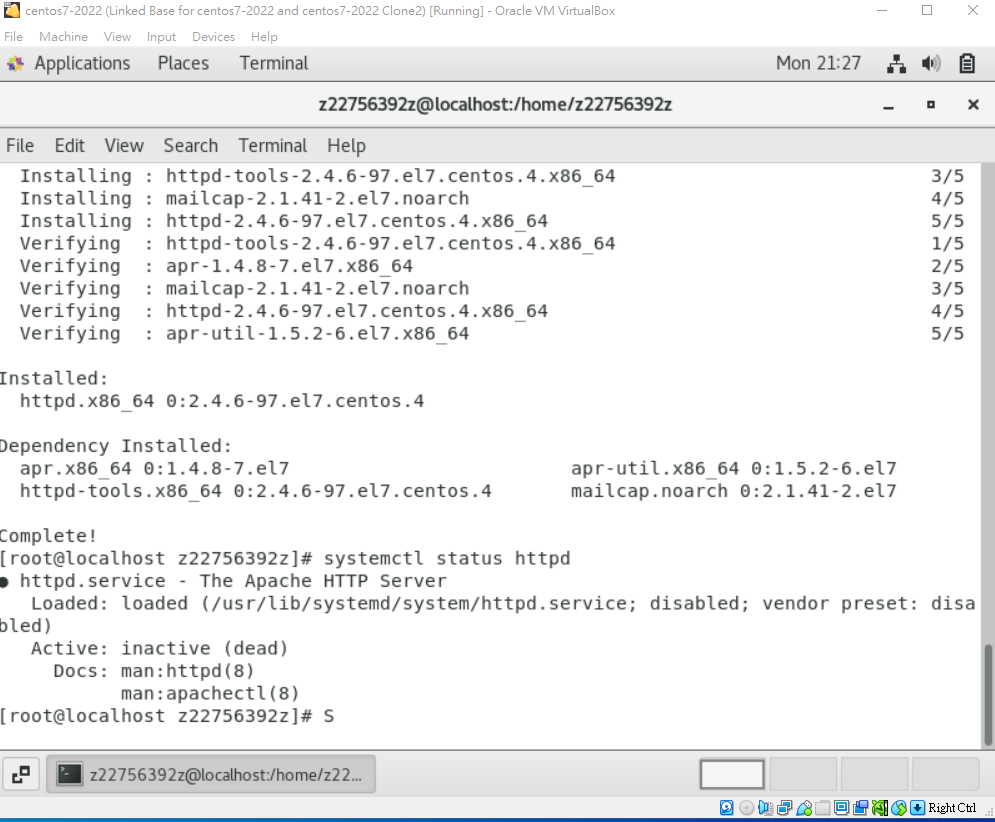 centos7-2022 (Linked Base for centos7-2022 and centos7-2022 Clone2) [Running] - Oracle VM VirtualBox
File Machine View Input Devices Help
Applications Places Terminal Mon 21:27
z22756392z@localhost:/home/z22756392z
File Edit View Search Terminal Help
Installing : httpd-tools-2.4.6-97.el7.centos.4.x86_64 3/5
Installing : mailcap-2.1.41-2.el7.noarch 4/5
Installing : httpd-2.4.6-97.el7.centos.4.x86_64 5/5
Verifying : httpd-tools-2.4.6-97.el7.centos.4.x86_64 1/5
Verifying : apr-1.4.8-7.el7.x86_64 2/5
Verifying : mailcap-2.1.41-2.el7.noarch 3/5
Verifying : httpd-2.4.6-97.el7.centos.4.x86_64 4/5
Verifying : apr-util-1.5.2-6.el7.x86_64 5/5
Installed:
httpd.x86_64 0:2.4.6-97.el7.centos.4
Dependency Installed:
apr.x86_64 0:1.4.8-7.el7 apr-util.x86_64 0:1.5.2-6.el7
httpd-tools.x86_64 0:2.4.6-97.el7.centos.4 mailcap.noarch 0:2.1.41-2.el7
Complete!
[root@localhost z22756392z]# systemctl status httpd
● httpd.service - The Apache HTTP Server
Loaded: loaded (/usr/lib/systemd/system/httpd.service; disabled; vendor preset: disa
bled)
Active: inactive (dead)
Docs: man:httpd(8)
man:apachectl(8)
[root@localhost z22756392z]# S
z22756392z@localhost:/home/z22...
Right Ctrl